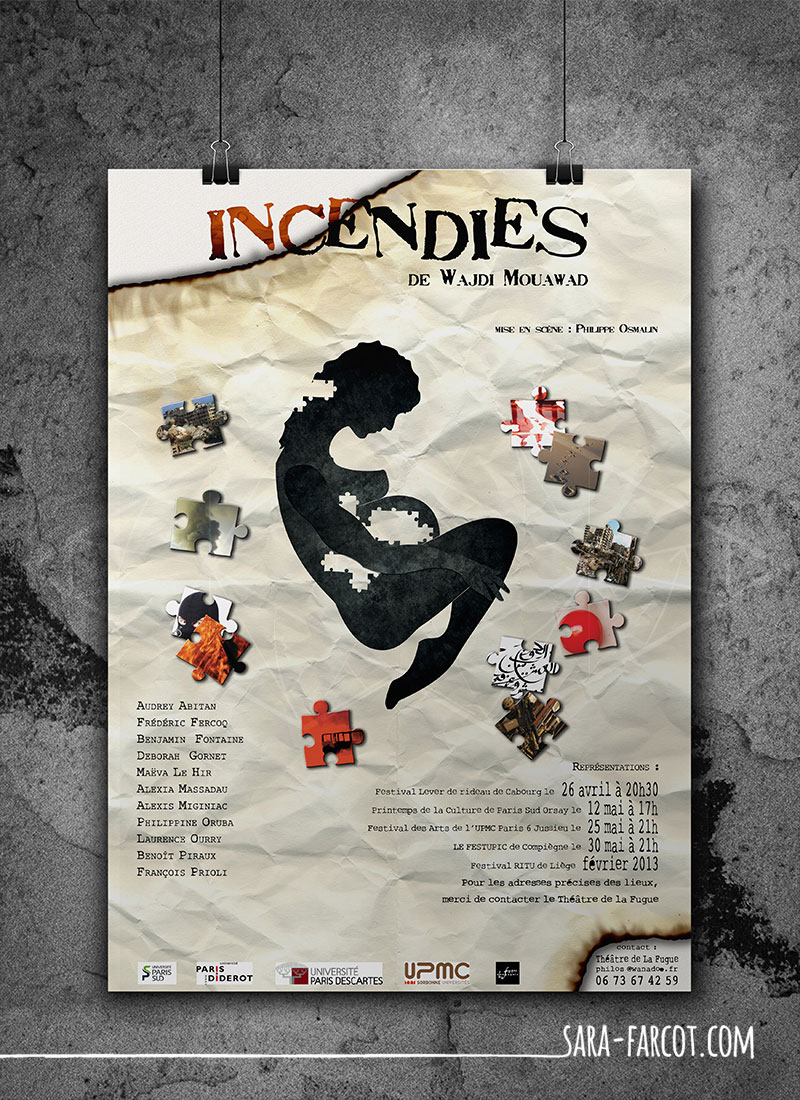 INCENDIES
DE WAJDI MOUAWAD
MISE EN SCÈNE : PHILIPPE OSMALIN
AUDREY ABITAN
FRÉDÉRIC FERCOQ
BENJAMIN FONTAINE
DEBORAH GORNET
MAËVA LE HIR
ALEXIA MASSADAU
ALEXIS MIGINIAC
PHILIPPINE ORUBA
LAURENCE OURRY
BENOÎT PIRAUX
FRANÇOIS PRIOLI
REPRÉSENTATIONS :
Festival Lever de rideau de Cabourg le 26 avril à 20h30
Printemps de la Culture de Paris Sud Orsay le 12 mai à 17h
Festival des Arts de l'UPMC Paris 6 Jussieu le 25 mai à 21h
LE FESTUPIC de Compiègne le 30 mai à 21h
Festival RITU de Liège février 2013
Pour les adresses précises des lieux,
merci de contacter le Théâtre de la Fugue
contact :
Théâtre de La Fugue
philos@wanadoo.fr
06 73 67 42 59
UNIVERSITÉ PARIS SUD
université PARIS DIDEROT
UNIVERSITÉ PARIS DESCARTES
UPMC SORBONNE UNIVERSITÉS
SARA-FARCOT.COM